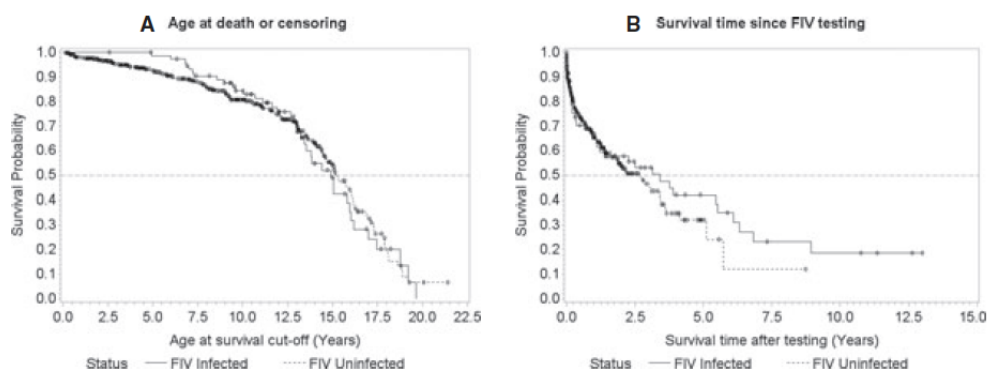 A Age at death or censoring
1.0
0.9
0.8
0.7
0.6
0.5
0.4
0.3
0.2
0.1
0.0
Survival Probability
0.0 2.5 5.0 7.5 10.0 12.5 15.0 17.5 20.0 22.5
Age at survival cut-off (Years)
Status FIV Infected FIV Uninfected
B Survival time since FIV testing
1.0
0.9
0.8
0.7
0.6
0.5
0.4
0.3
0.2
0.1
0.0
Survival Probability
0.0 2.5 5.0 7.5 10.0 12.5 15.0
Survival time after testing (Years)
Status FIV Infected FIV Uninfected